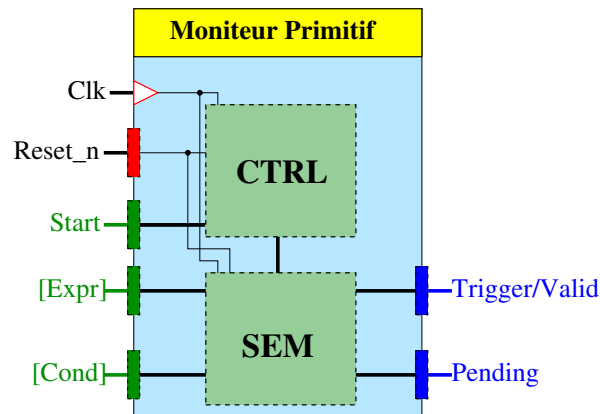 Moniteur Primitif
Clk
Reset_n
CTRL
Start
[Expr]
Trigger/Valid
SEM
[Cond]
Pending